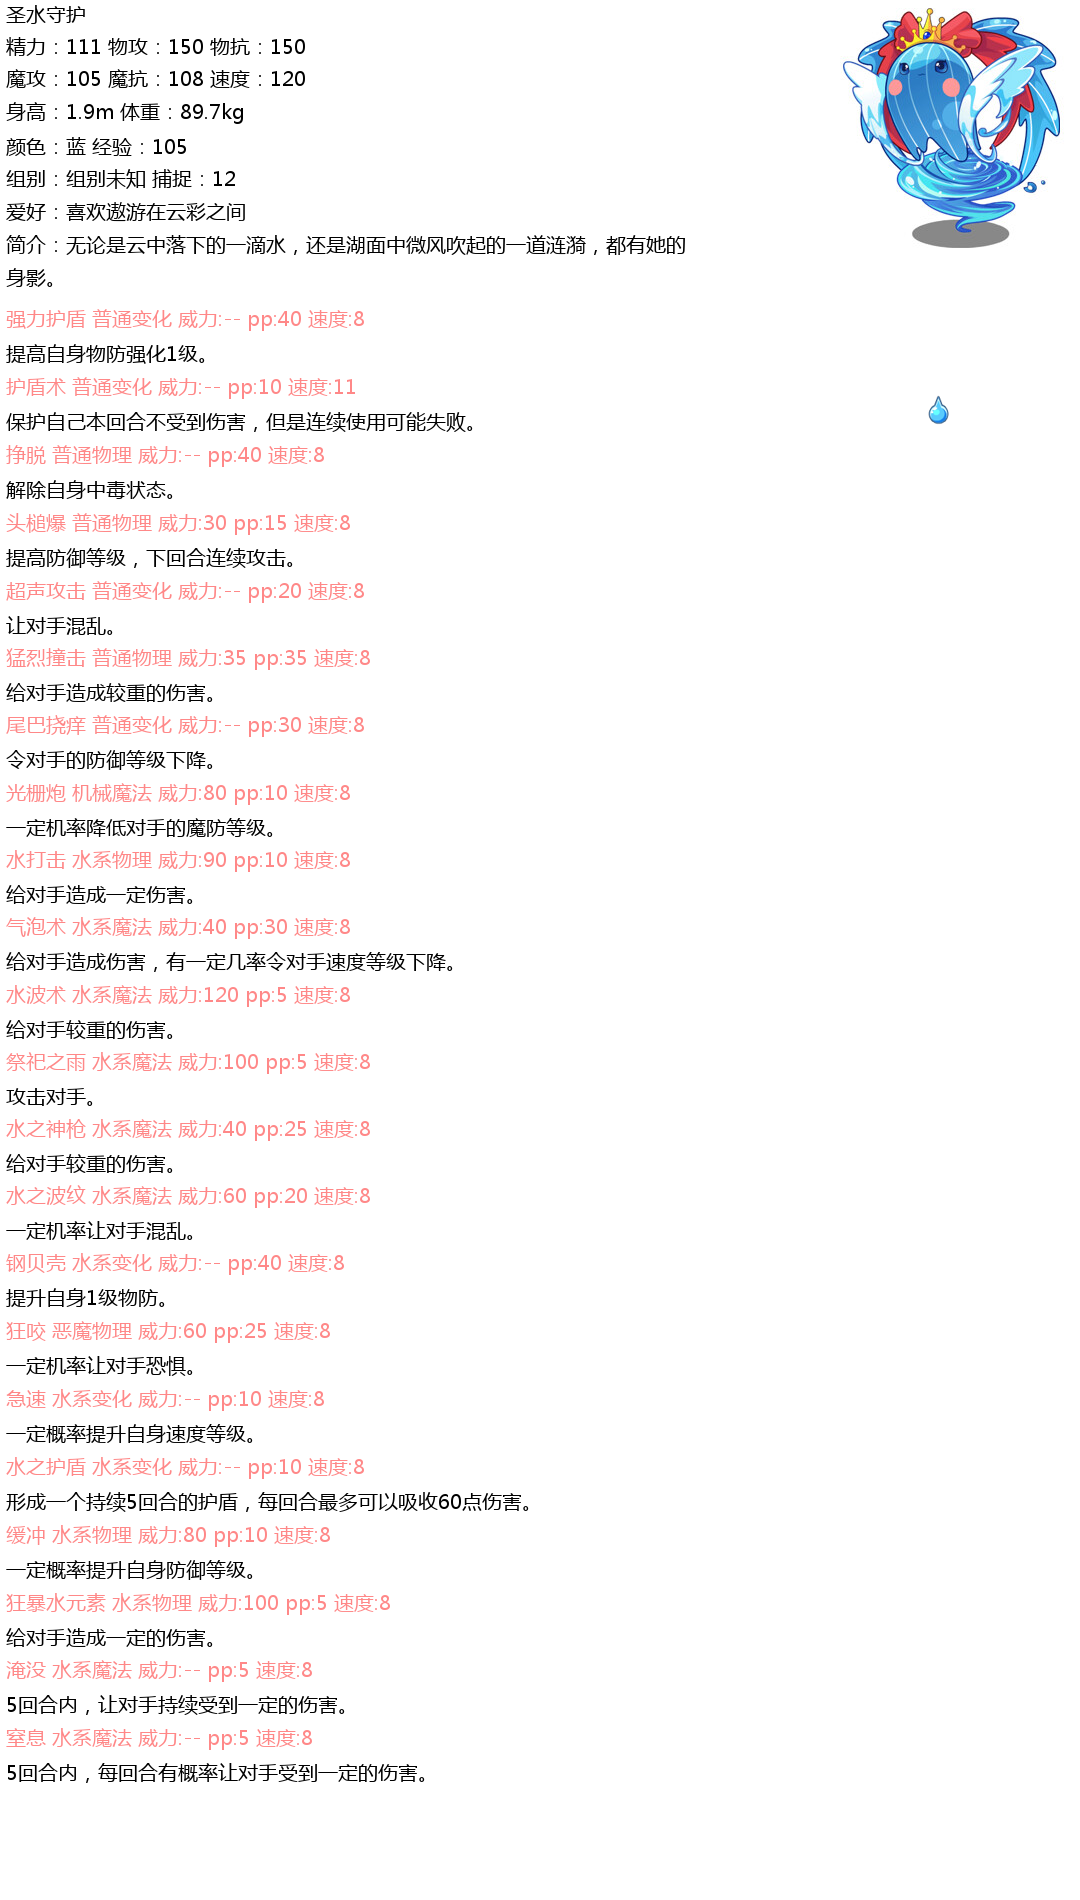 圣水守护
精力：111 物攻：150 物抗：150
魔攻：105 魔抗：108 速度：120
身高：1.9m 体重：89.7kg
颜色：蓝 经验：105
组别：组别未知 捕捉：12
爱好：喜欢遨游在云彩之间
简介：无论是云中落下的一滴水，还是湖面中微风吹起的一道涟漪，都有她的
身影。
强力护盾 普通变化 威力:-- pp:40 速度:8
提高自身物防强化1级。
护盾术 普通变化 威力:-- pp:10 速度:11
保护自己本回合不受到伤害，但是连续使用可能失败。
挣脱 普通物理 威力:-- pp:40 速度:8
解除自身中毒状态。
头槌爆 普通物理 威力:30 pp:15 速度:8
提高防御等级，下回合连续攻击。
超声攻击 普通变化 威力:-- pp:20 速度:8
让对手混乱。
猛烈撞击 普通物理 威力:35 pp:35 速度:8
给对手造成较重的伤害。
尾巴挠痒 普通变化 威力:-- pp:30 速度:8
令对手的防御等级下降。
光栅炮 机械魔法 威力:80 pp:10 速度:8
一定机率降低对手的魔防等级。
水打击 水系物理 威力:90 pp:10 速度:8
给对手造成一定伤害。
气泡术 水系魔法 威力:40 pp:30 速度:8
给对手造成伤害，有一定几率令对手速度等级下降。
水波术 水系魔法 威力:120 pp:5 速度:8
给对手较重的伤害。
祭祀之雨 水系魔法 威力:100 pp:5 速度:8
攻击对手。
水之神枪 水系魔法 威力:40 pp:25 速度:8
给对手较重的伤害。
水之波纹 水系魔法 威力:60 pp:20 速度:8
一定机率让对手混乱。
钢贝壳 水系变化 威力:-- pp:40 速度:8
提升自身1级物防。
狂咬 恶魔物理 威力:60 pp:25 速度:8
一定机率让对手恐惧。
急速 水系变化 威力:-- pp:10 速度:8
一定概率提升自身速度等级。
水之护盾 水系变化 威力:-- pp:10 速度:8
形成一个持续5回合的护盾，每回合最多可以吸收60点伤害。
缓冲 水系物理 威力:80 pp:10 速度:8
一定概率提升自身防御等级。
狂暴水元素 水系物理 威力:100 pp:5 速度:8
给对手造成一定的伤害。
淹没 水系魔法 威力:-- pp:5 速度:8
5回合内，让对手持续受到一定的伤害。
窒息 水系魔法 威力:-- pp:5 速度:8
5回合内，每回合有概率让对手受到一定的伤害。